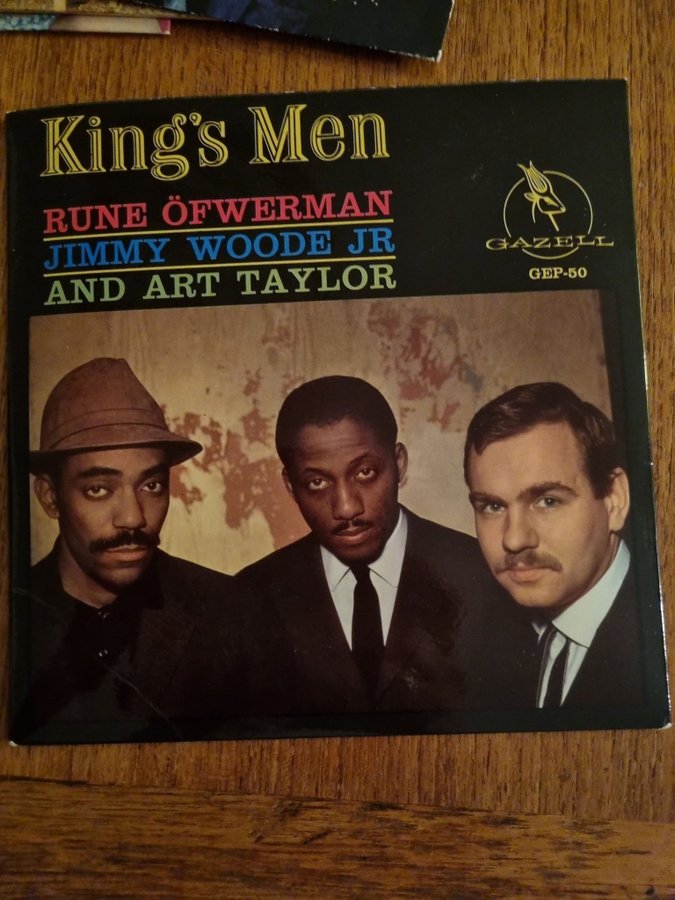 King's Men
RUNE ÖFWERMAN
JIMMY WOODE JR
AND ART TAYLOR
GAZELL
GEP-50